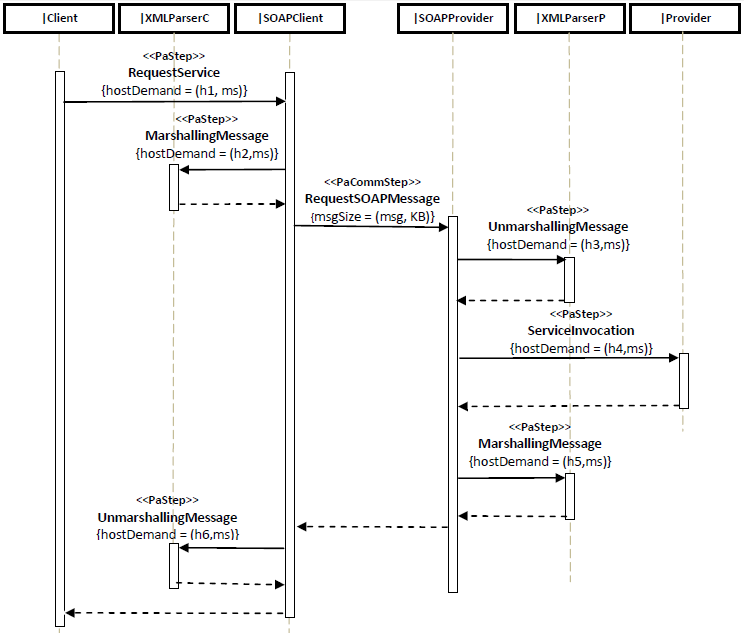 |Client
|XMLParserC
|SOAPClient
|SOAPProvider
|XMLParserP
|Provider
<<PaStep>>
RequestService
{hostDemand = (h1, ms)}
<<PaStep>
MarshallingMessage
{hostDemand = (h2,ms)}
<<PaCommStep>>
RequestSOAPMessage
{msgSize = (msg, KB)}
<<PaStep>>
UnmarshallingMessage
{hostDemand = (h3,ms)}
<<PaStep>>
ServiceInvocation
{hostDemand = (h4,ms)}
<<PaStep>>
MarshallingMessage
{hostDemand = (h5,ms)}
<<PaStep>>
UnmarshallingMessage
{hostDemand = (h6,ms)}